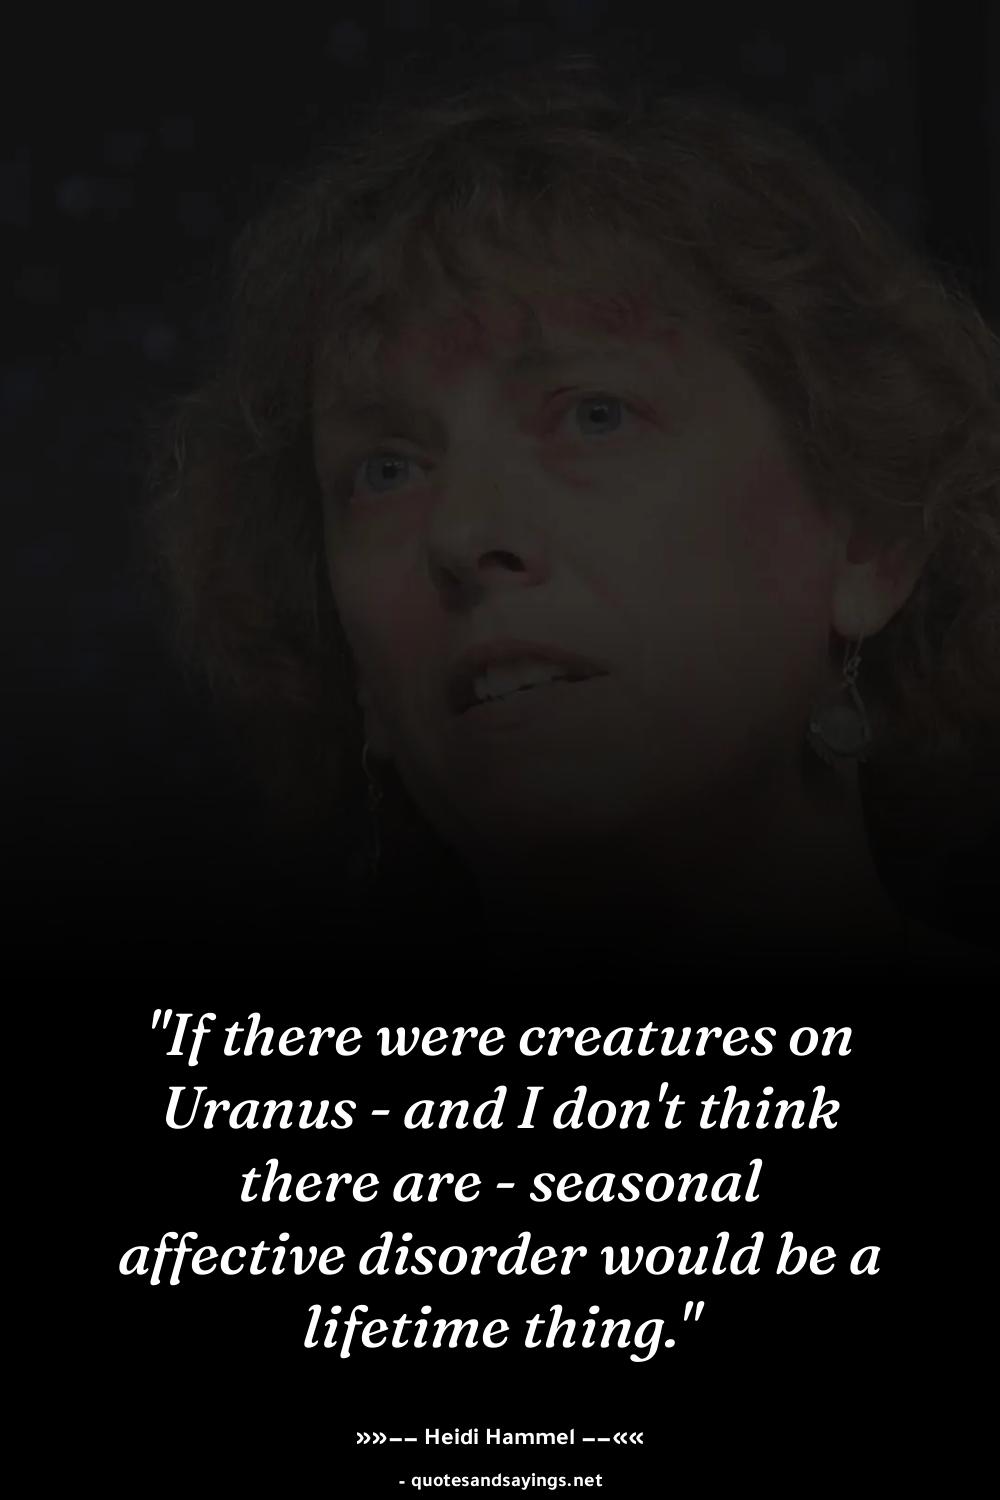 "If there were creatures on
Uranus - and I don't think
there are - seasonal
affective disorder would be a
lifetime thing."
»»−− Heidi Hammel −−««
- quotesandsayings.net